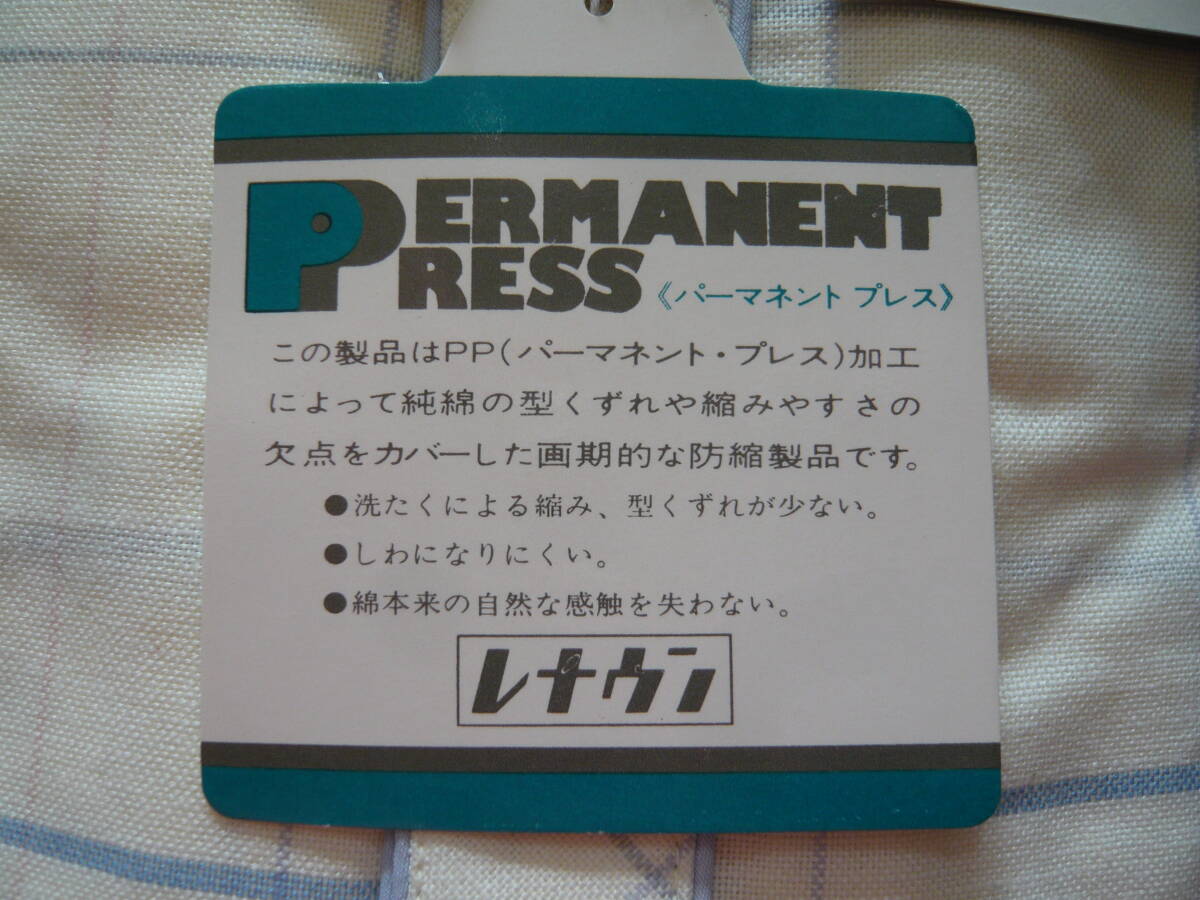 PERMANENT
PRESS《パーマネント プレス》
この製品はPP(パーマネント・プレス)加工
によって純綿の型くずれや縮みやすさの
欠点をカバーした画期的な防縮製品です。
●洗たくによる縮み、型くずれが少ない。
●しわになりにくい。
●綿本来の自然な感触を失わない。
レナウン